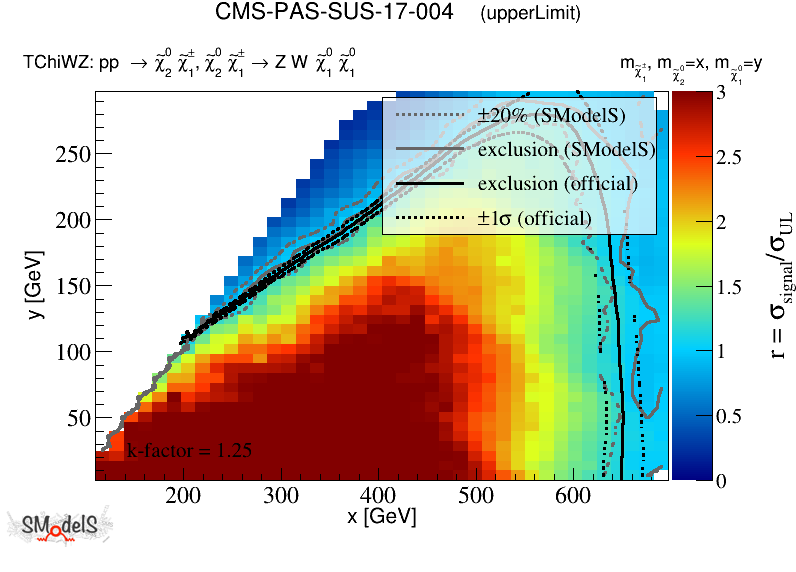 CMS-PAS-SUS-17-004 (upperLimit)
TChiWZ: pp → χ̃⁰₂ χ̃±₁, χ̃⁰₂ χ̃±₁ → Z W χ̃⁰₁ χ̃⁰₁
m_χ̃±₁, m_χ̃⁰₂=x, m_χ̃⁰₁=y
±20% (SModelS)
exclusion (SModelS)
exclusion (official)
±1σ (official)
k-factor = 1.25
y [GeV]
250
200
150
100
50
200
300
400
500
600
x [GeV]
3
2.5
2
1.5
1
0.5
0
r = σ_signal/σ_UL
SModelS